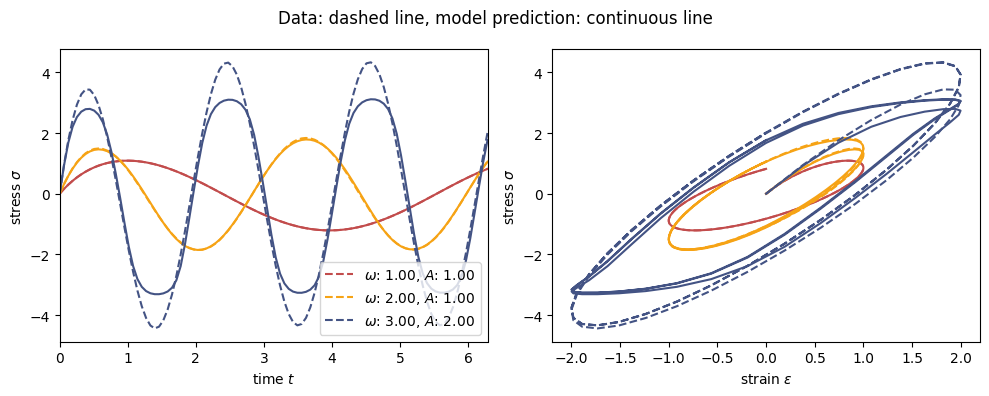 Data: dashed line, model prediction: continuous line
stress σ
4
2
0
−2
−4
ω: 1.00, A: 1.00
ω: 2.00, A: 1.00
ω: 3.00, A: 2.00
0 1 2 3 4 5 6
time t
stress σ
4
2
0
−2
−4
−2.0 −1.5 −1.0 −0.5 0.0 0.5 1.0 1.5 2.0
strain ε